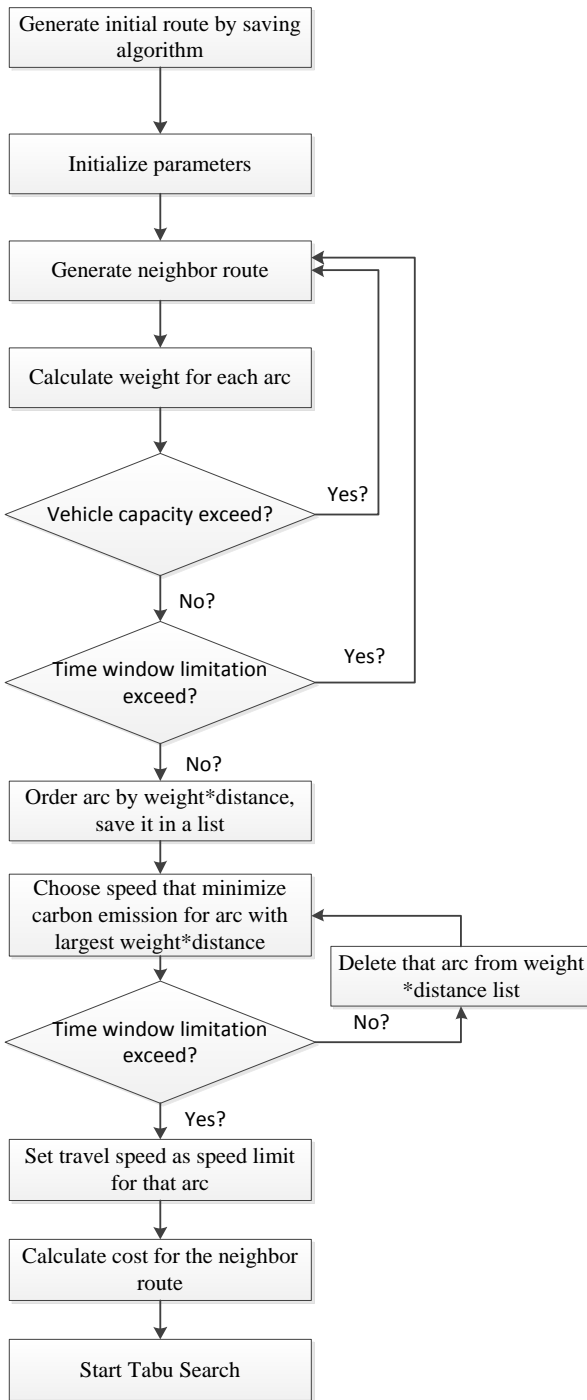 Generate initial route by saving
algorithm
Initialize parameters
Generate neighbor route
Calculate weight for each arc
Vehicle capacity exceed?
Yes?
No?
Time window limitation
exceed?
Yes?
No?
Order arc by weight*distance,
save it in a list
Choose speed that minimize
carbon emission for arc with
largest weight*distance
Delete that arc from weight
*distance list
Time window limitation
exceed?
No?
Yes?
Set travel speed as speed limit
for that arc
Calculate cost for the neighbor
route
Start Tabu Search